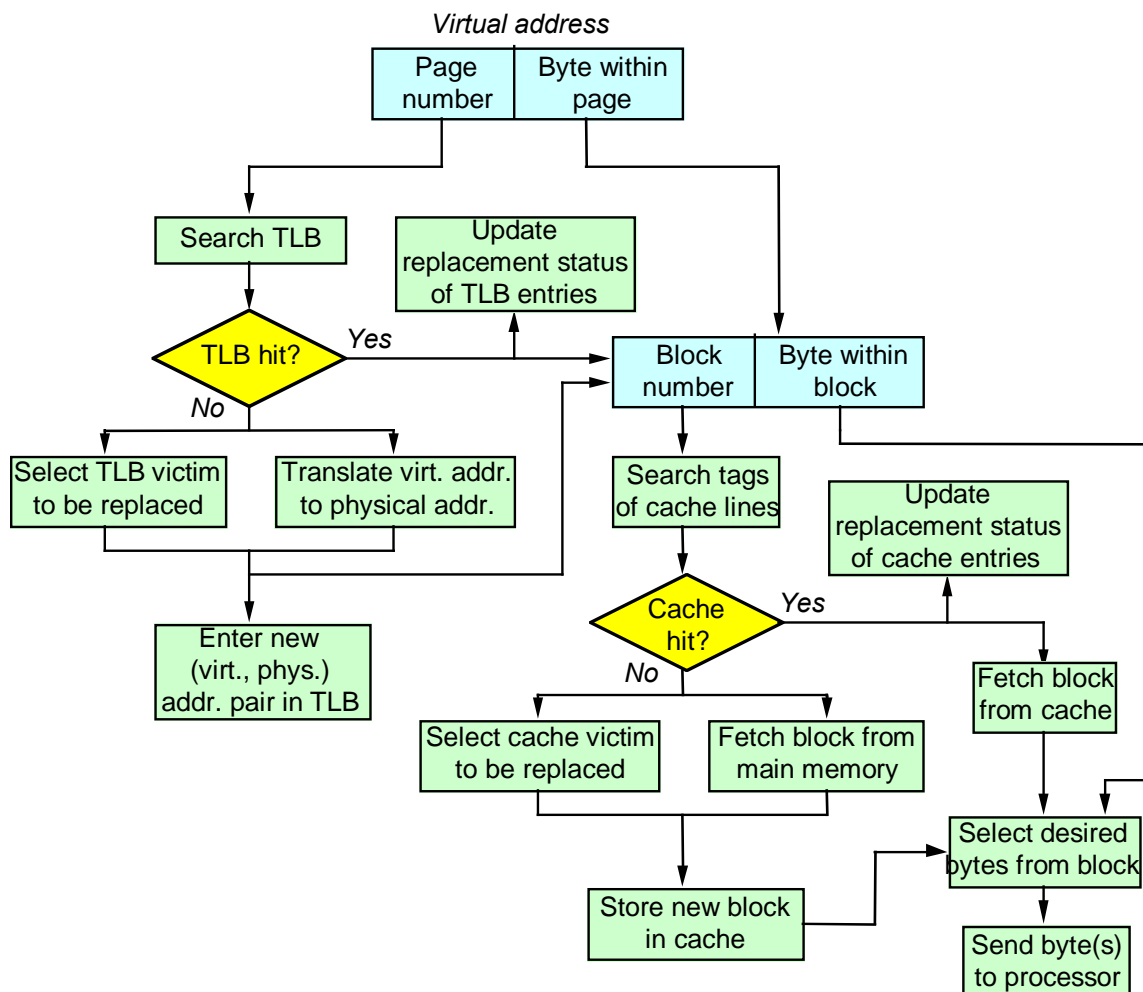 Virtual address
Page
number
Byte within
page
Search TLB
Update
replacement status
of TLB entries
TLB hit?
Yes
No
Block
number
Byte within
block
Select TLB victim
to be replaced
Translate virt. addr.
to physical addr.
Search tags
of cache lines
Update
replacement status
of cache entries
Enter new
(virt., phys.)
addr. pair in TLB
Cache
hit?
Yes
No
Fetch block
from cache
Select cache victim
to be replaced
Fetch block from
main memory
Select desired
bytes from block
Store new block
in cache
Send byte(s)
to processor